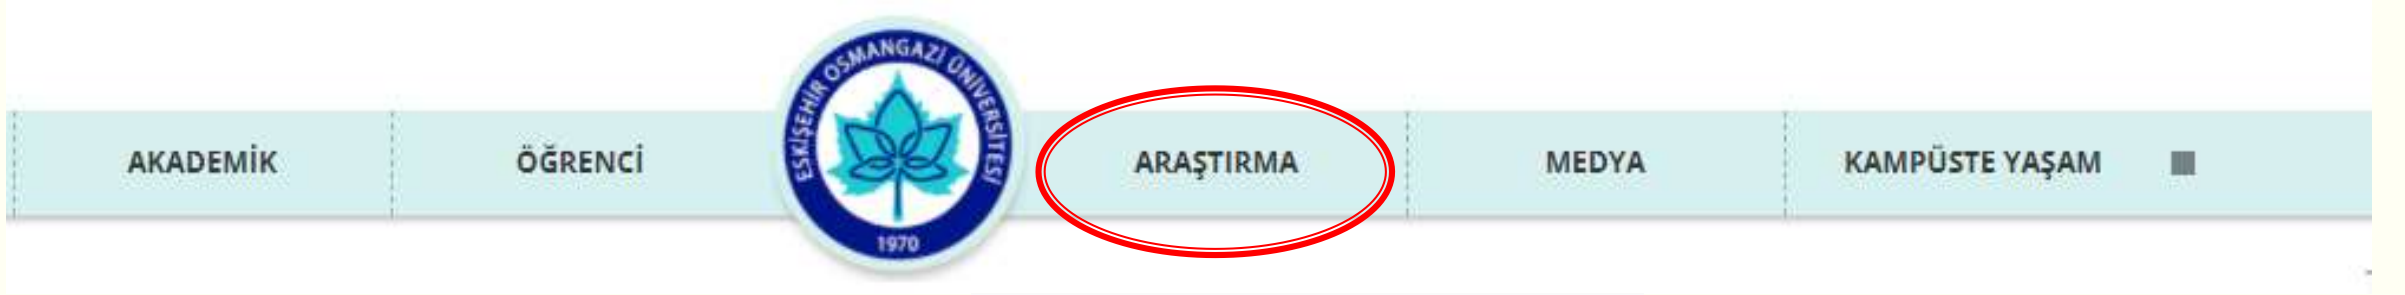 AKADEMİK
ÖĞRENCİ
ESKİŞEHİR OSMANGAZİ ÜNİVERSİTESİ
1970
ARAŞTIRMA
MEDYA
KAMPÜSTE YAŞAM